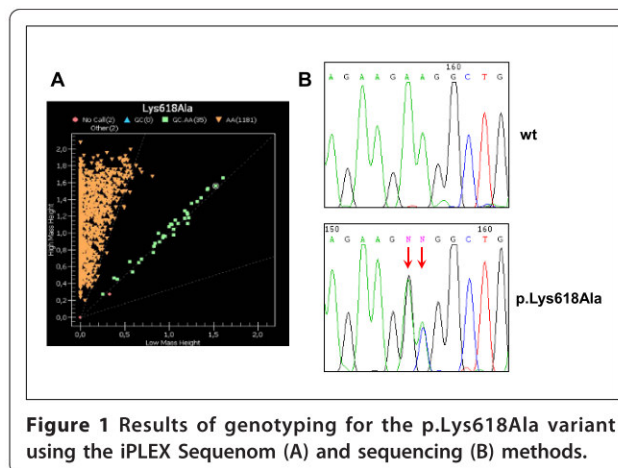 A
B
Lys618Ala
No Call(2) GC(0) GC.AA(35) AA(1181)
Other(2)
High Mass Height
2,0
1,8
1,6
1,4
1,2
1,0
0,8
0,6
0,4
0,2
0,0
0,0 0,5 1,0 1,5 2,0
Low Mass Height
160
A G A A G A A G G C T G
wt
150 160
A G A A G N N G G C T G
p.Lys618Ala
Figure 1 Results of genotyping for the p.Lys618Ala variant
using the iPLEX Sequenom (A) and sequencing (B) methods.